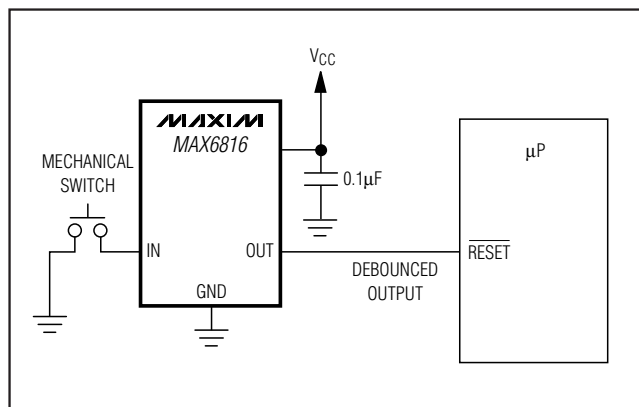 VCC
MAXIM
MAX6816
MECHANICAL
SWITCH
0.1µF
IN
OUT
GND
DEBOUNCED
OUTPUT
µP
RESET